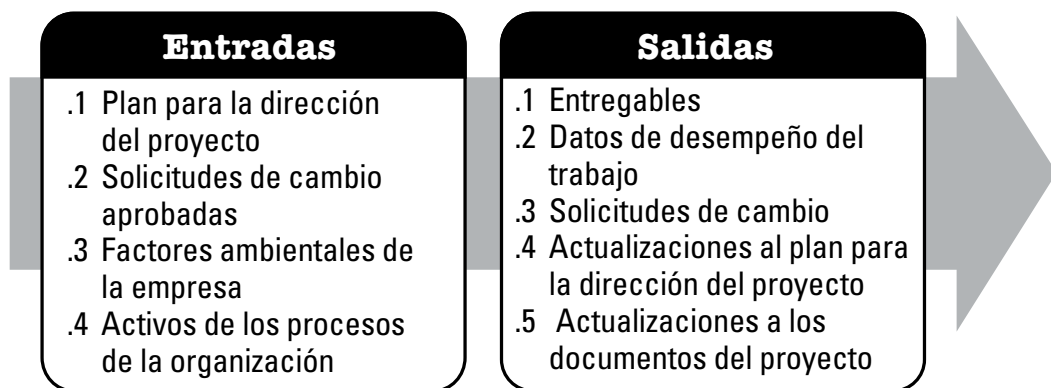 Entradas
.1 Plan para la dirección
del proyecto
.2 Solicitudes de cambio
aprobadas
.3 Factores ambientales de
la empresa
.4 Activos de los procesos
de la organización
Salidas
.1 Entregables
.2 Datos de desempeño del
trabajo
.3 Solicitudes de cambio
.4 Actualizaciones al plan para
la dirección del proyecto
.5 Actualizaciones a los
documentos del proyecto